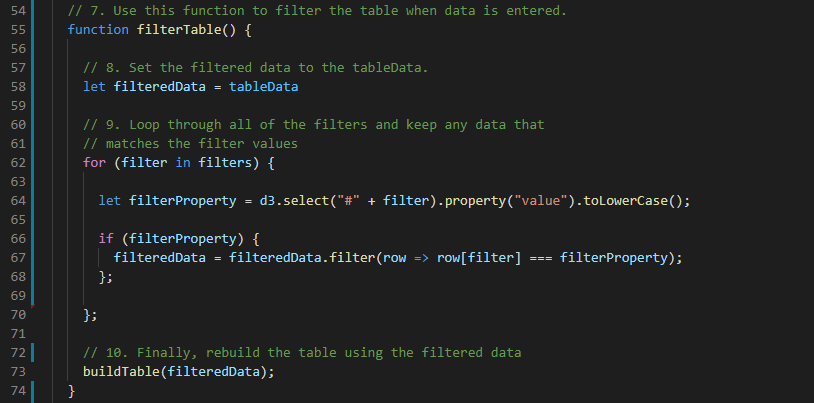 54 // 7. Use this function to filter the table when data is entered.
55 function filterTable() {
56
57 // 8. Set the filtered data to the tableData.
58 let filteredData = tableData
59
60 // 9. Loop through all of the filters and keep any data that
61 // matches the filter values
62 for (filter in filters) {
63
64 let filterProperty = d3.select("#" + filter).property("value").toLowerCase();
65
66 if (filterProperty) {
67 filteredData = filteredData.filter(row => row[filter] === filterProperty);
68 };
69
70 };
71
72 // 10. Finally, rebuild the table using the filtered data
73 buildTable(filteredData);
74 }